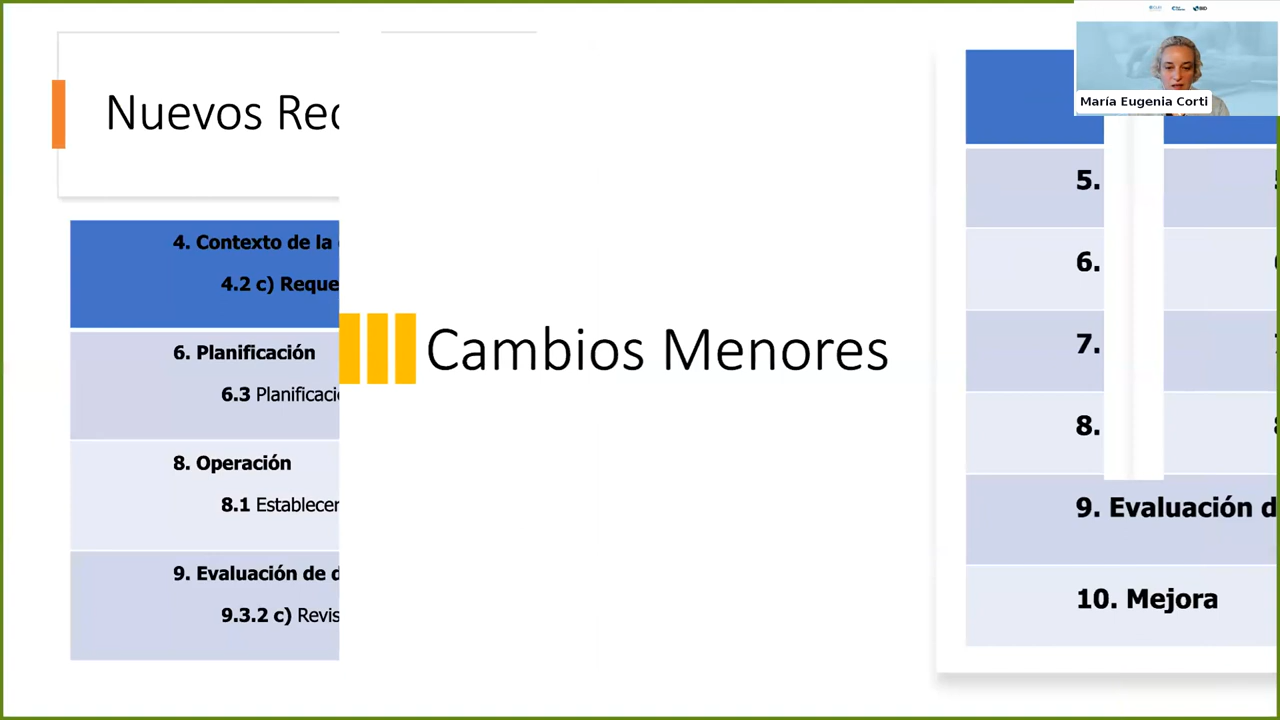 BID
María Eugenia Corti
Nuevos Rec
4. Contexto de la
4.2 c) Reque
6. Planificación
6.3 Planificaci
8. Operación
8.1 Establecer
9. Evaluación de d
9.3.2 c) Revis
Cambios Menores
5.
6.
7.
8.
9. Evaluación d
10. Mejora